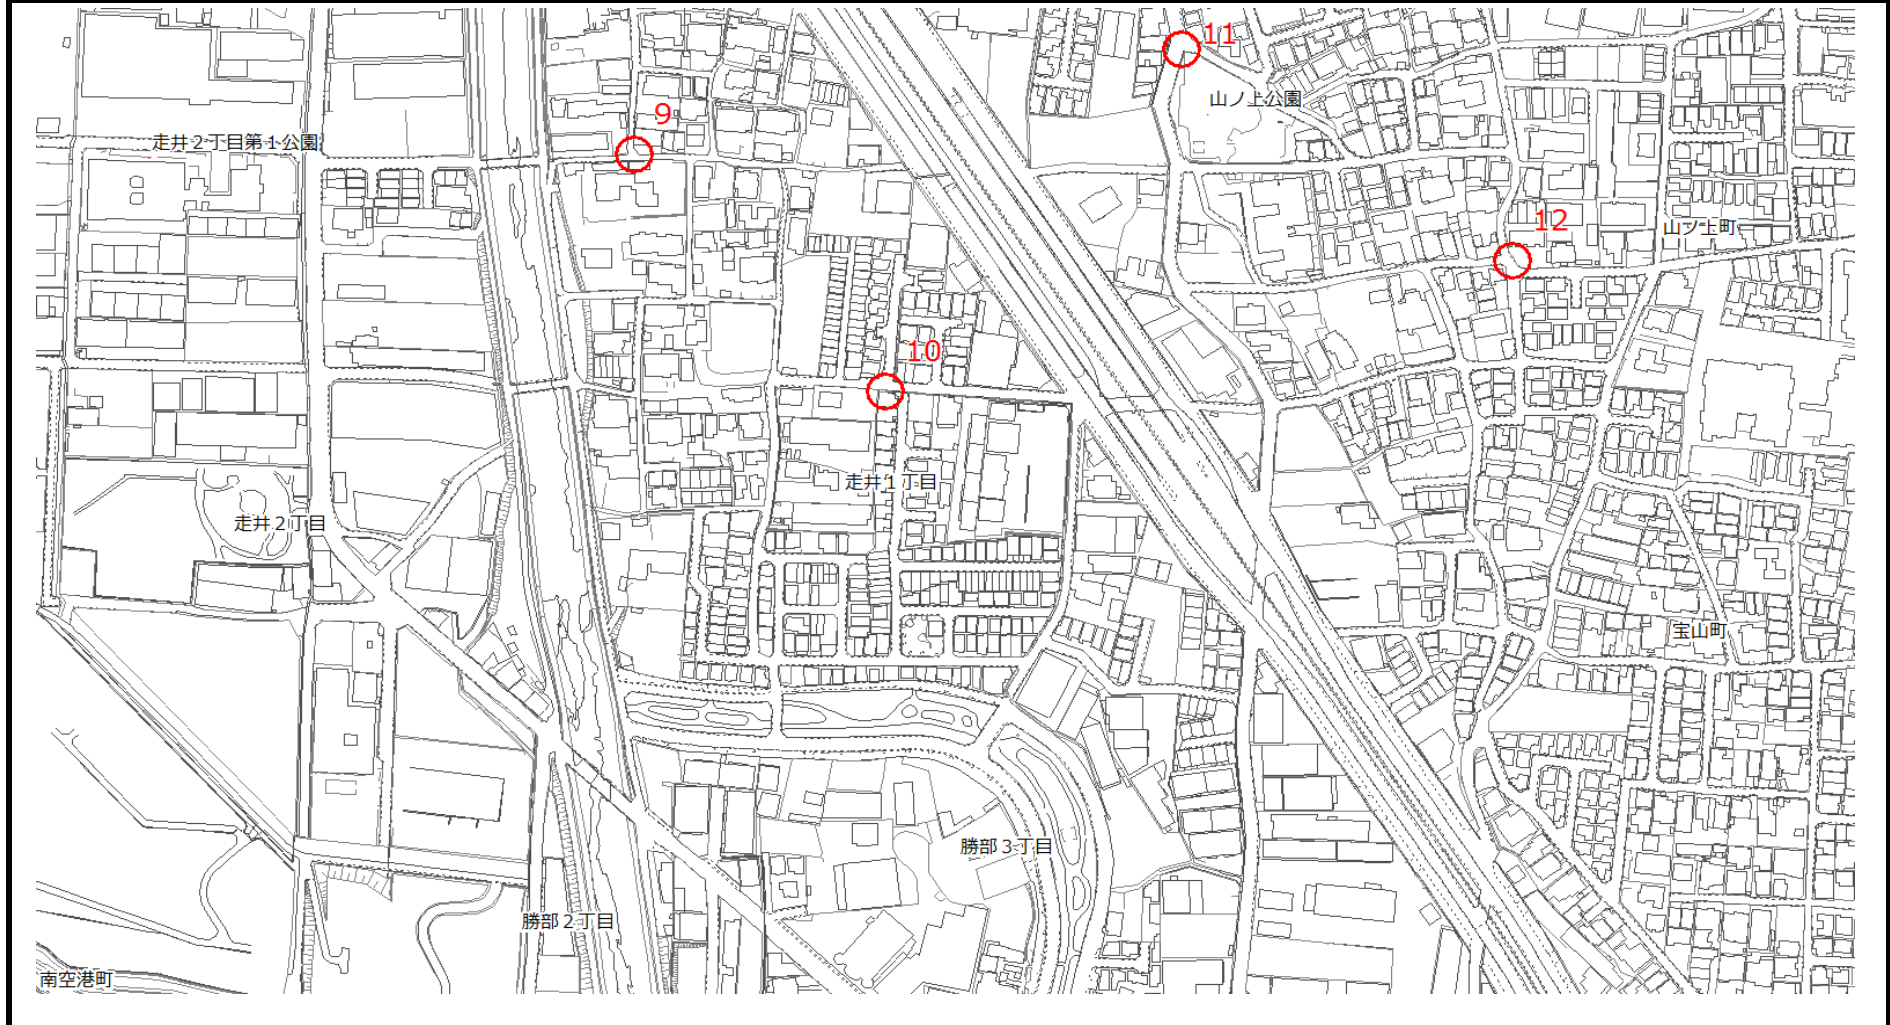 11
山ノ上公園
9
走井２丁目第１公園
12
山ノ上町
10
走井１丁目
走井２丁目
宝山町
勝部３丁目
勝部２丁目
南空港町